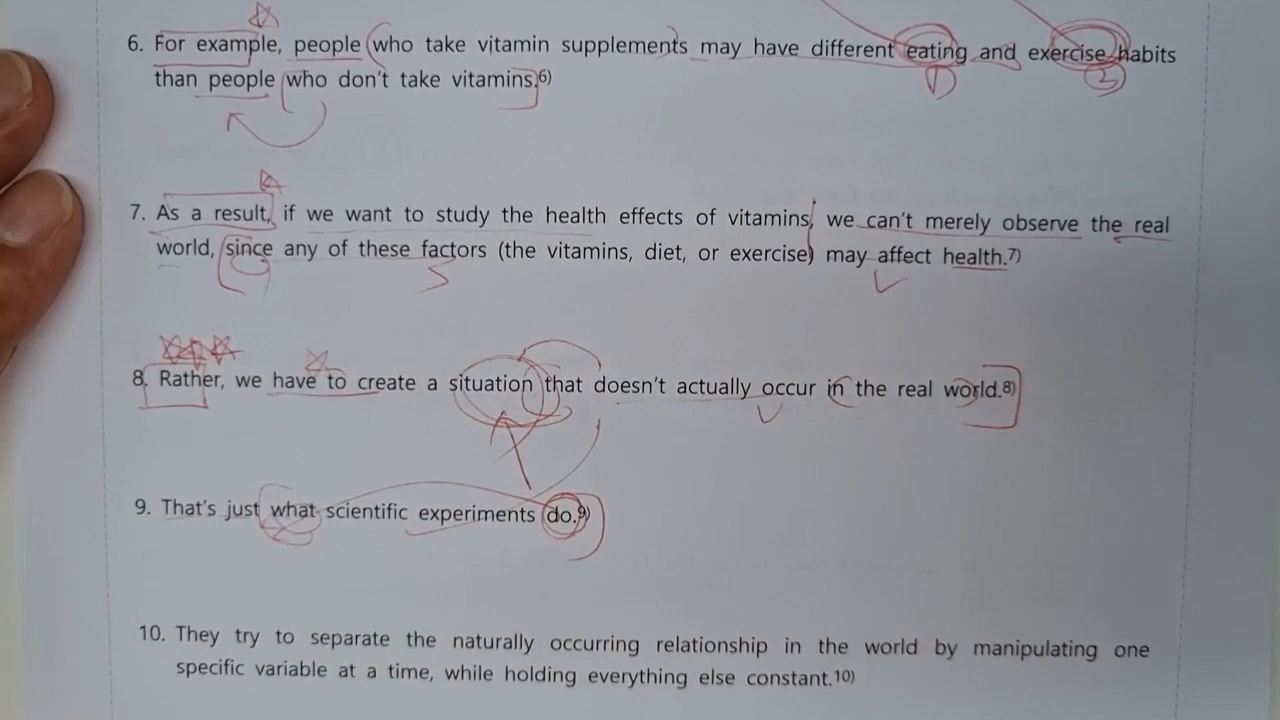 6. For example, people who take vitamin supplements may have different eating and exercise habits
than people who don't take vitamins.6)
7. As a result, if we want to study the health effects of vitamins, we can't merely observe the real
world, since any of these factors (the vitamins, diet, or exercise) may affect health.7)
8. Rather, we have to create a situation that doesn't actually occur in the real world.8)
9. That's just what scientific experiments do.9)
10. They try to separate the naturally occurring relationship in the world by manipulating one
specific variable at a time, while holding everything else constant.10)